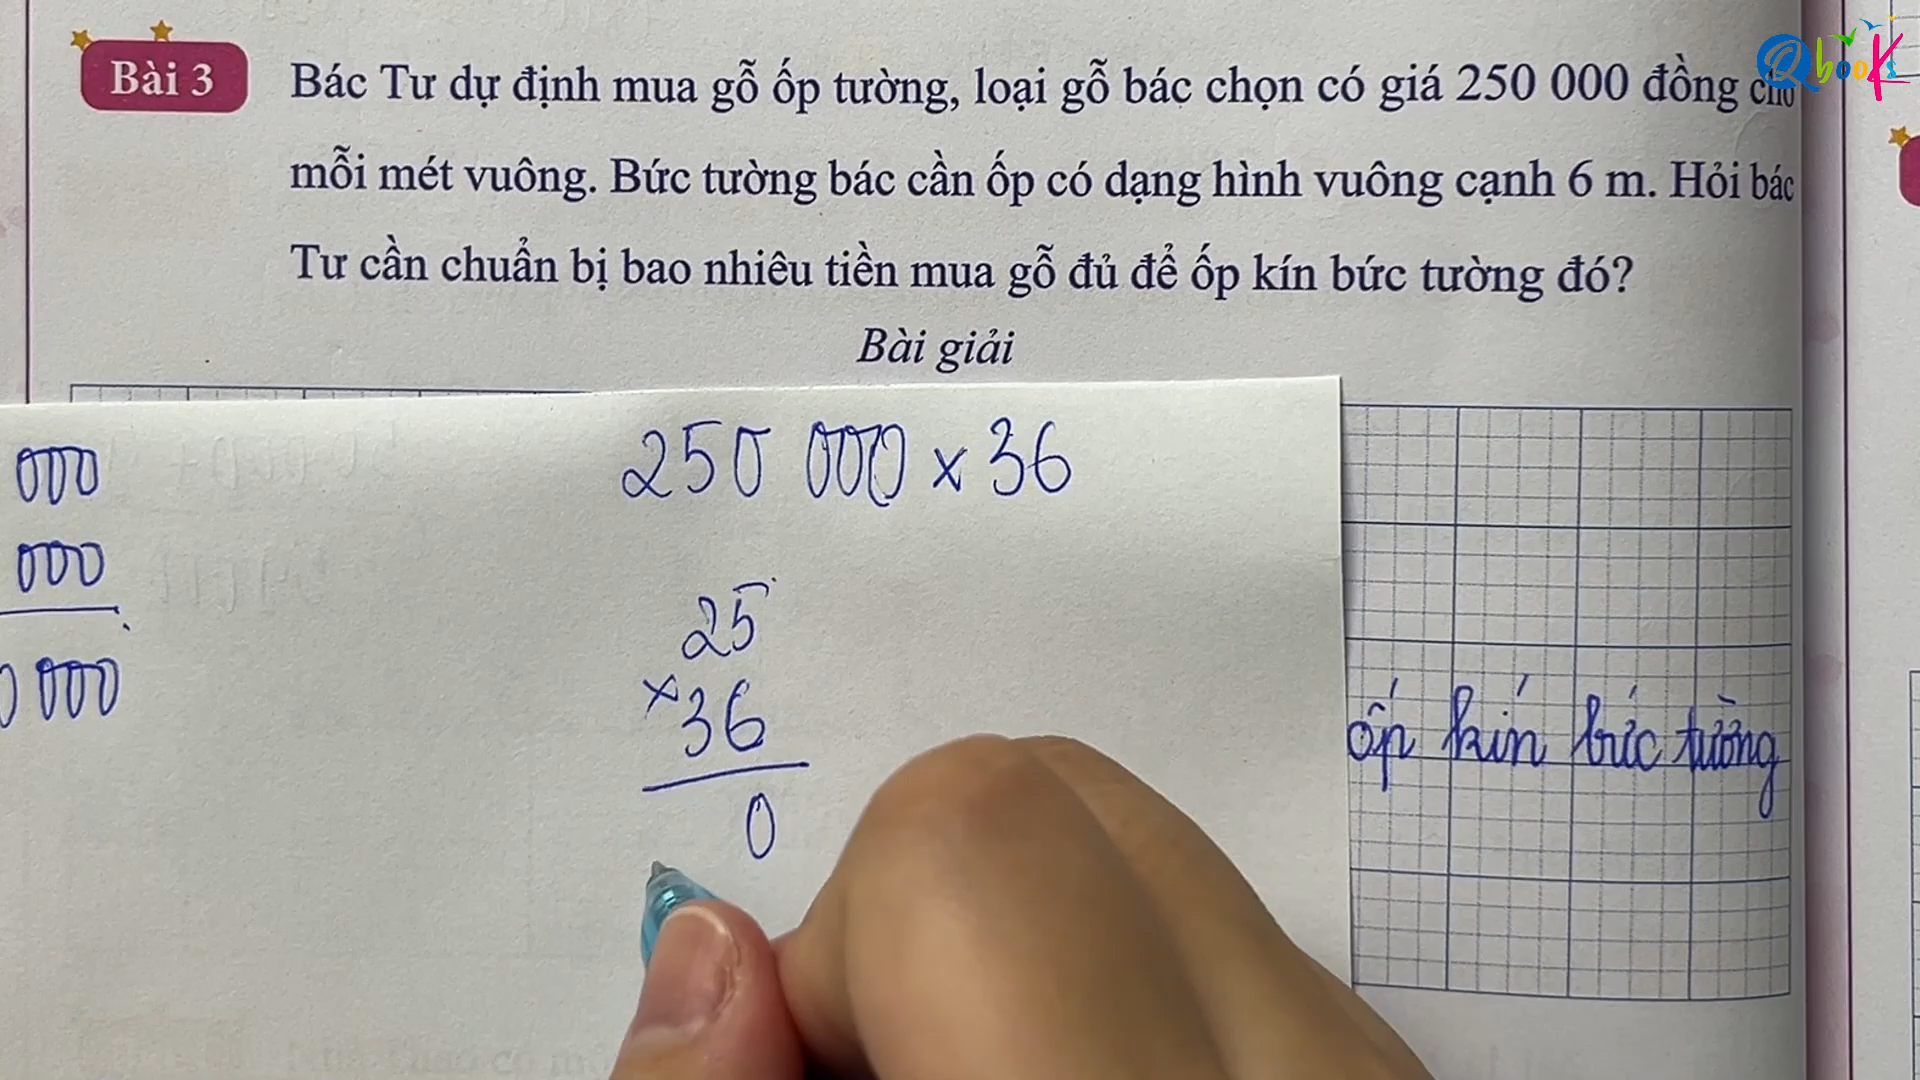 Qbooks
Bài 3
Bác Tư dự định mua gỗ ốp tường, loại gỗ bác chọn có giá 250 000 đồng cho
mỗi mét vuông. Bức tường bác cần ốp có dạng hình vuông cạnh 6 m. Hỏi bác
Tư cần chuẩn bị bao nhiêu tiền mua gỗ đủ để ốp kín bức tường đó?
Bài giải
250 000 x 36
000
000
0 000
25
x
36
0
ốp kín bức tường